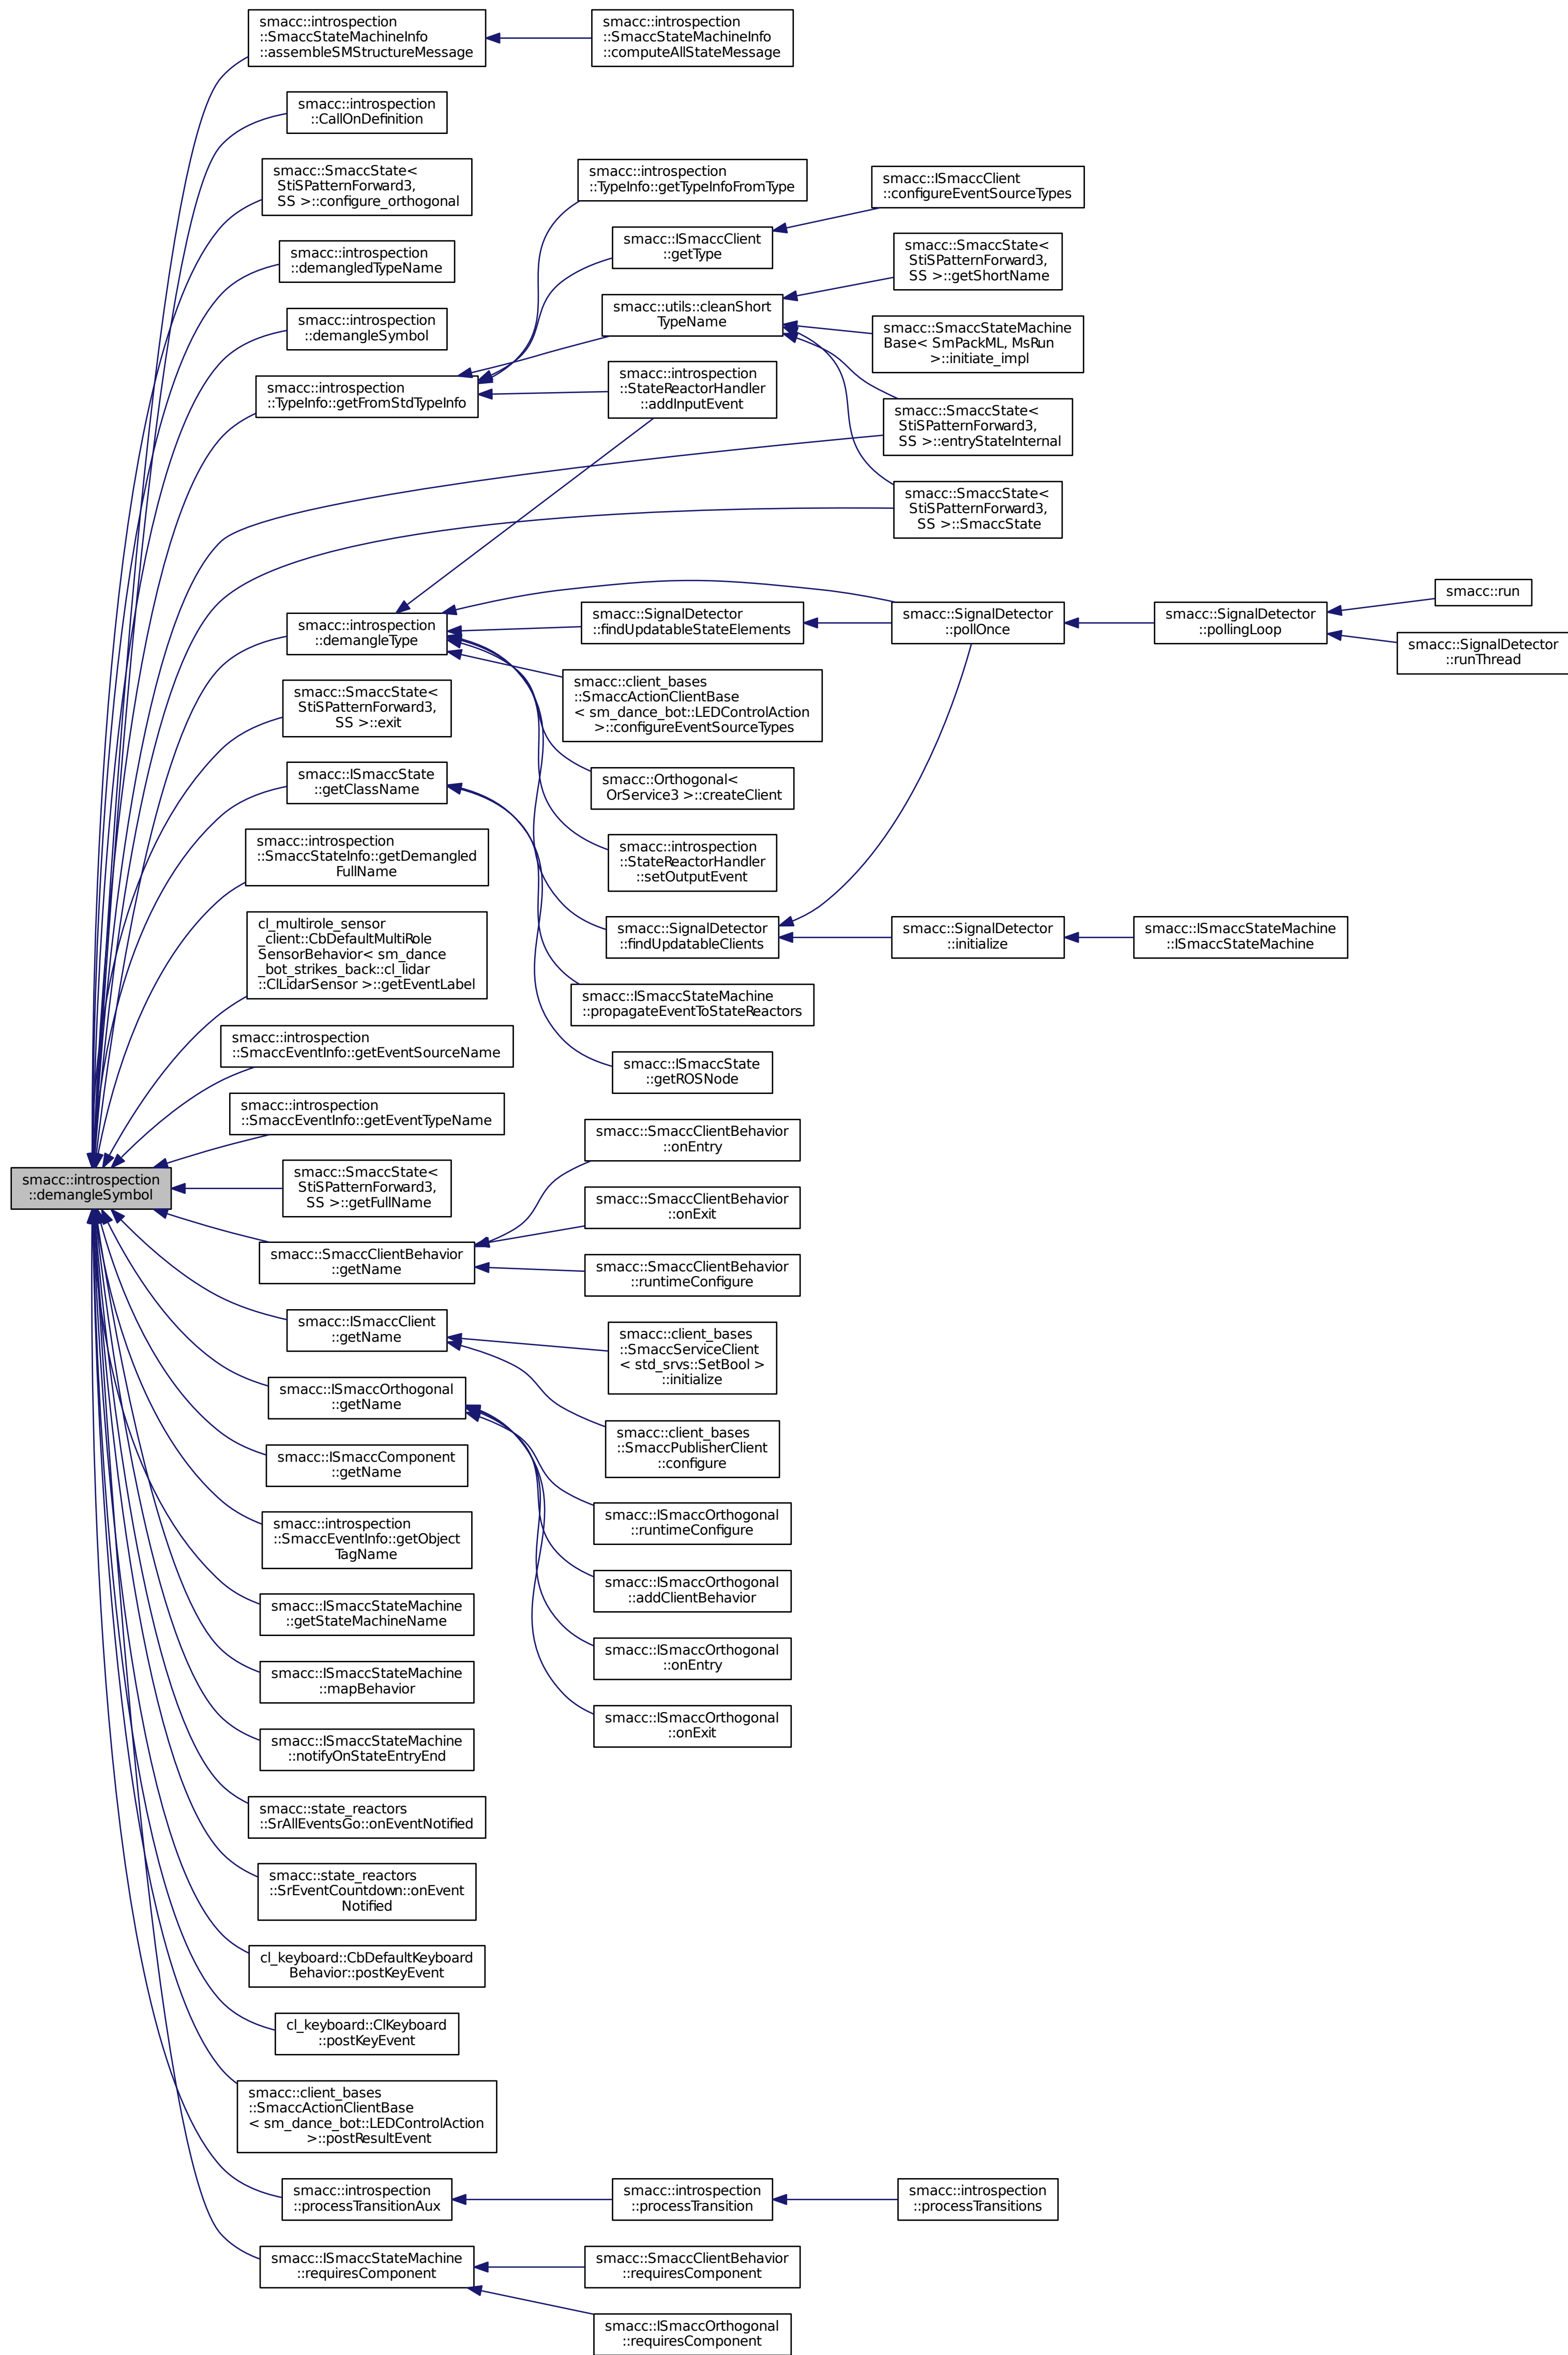 smacc::introspection
::SmaccStateMachineInfo
::assembleSMStructureMessage
smacc::introspection
::SmaccStateMachineInfo
::computeAllStateMessage
smacc::introspection
::CallOnDefinition
smacc::SmaccState<
StiSPatternForward3,
SS >::configure_orthogonal
smacc::introspection
::TypeInfo::getTypeInfoFromType
smacc::ISmaccClient
::configureEventSourceTypes
smacc::introspection
::demangledTypeName
smacc::ISmaccClient
::getType
smacc::SmaccState<
StiSPatternForward3,
SS >::getShortName
smacc::introspection
::demangleSymbol
smacc::utils::cleanShort
TypeName
smacc::SmaccStateMachine
Base< SmPackML, MsRun
>::initiate_impl
smacc::introspection
::TypeInfo::getFromStdTypeInfo
smacc::introspection
::StateReactorHandler
::addInputEvent
smacc::SmaccState<
StiSPatternForward3,
SS >::entryStateInternal
smacc::SmaccState<
StiSPatternForward3,
SS >::SmaccState
smacc::introspection
::demangleType
smacc::SignalDetector
::findUpdatableStateElements
smacc::SignalDetector
::pollOnce
smacc::SignalDetector
::pollingLoop
smacc::run
smacc::SignalDetector
::runThread
smacc::SmaccState<
StiSPatternForward3,
SS >::exit
smacc::client_bases
::SmaccActionClientBase
< sm_dance_bot::LEDControlAction
>::configureEventSourceTypes
smacc::ISmaccState
::getClassName
smacc::Orthogonal<
OrService3 >::createClient
smacc::introspection
::SmaccStateInfo::getDemangled
FullName
smacc::introspection
::StateReactorHandler
::setOutputEvent
cl_multirole_sensor
_client::CbDefaultMultiRole
SensorBehavior< sm_dance
_bot_strikes_back::cl_lidar
::ClLidarSensor >::getEventLabel
smacc::SignalDetector
::findUpdatableClients
smacc::SignalDetector
::initialize
smacc::ISmaccStateMachine
::ISmaccStateMachine
smacc::ISmaccStateMachine
::propagateEventToStateReactors
smacc::introspection
::SmaccEventInfo::getEventSourceName
smacc::ISmaccState
::getROSNode
smacc::introspection
::SmaccEventInfo::getEventTypeName
smacc::SmaccClientBehavior
::onEntry
smacc::introspection
::demangleSymbol
smacc::SmaccState<
StiSPatternForward3,
SS >::getFullName
smacc::SmaccClientBehavior
::onExit
smacc::SmaccClientBehavior
::getName
smacc::SmaccClientBehavior
::runtimeConfigure
smacc::ISmaccClient
::getName
smacc::client_bases
::SmaccServiceClient
< std_srvs::SetBool >
::initialize
smacc::ISmaccOrthogonal
::getName
smacc::client_bases
::SmaccPublisherClient
::configure
smacc::ISmaccComponent
::getName
smacc::ISmaccOrthogonal
::runtimeConfigure
smacc::introspection
::SmaccEventInfo::getObject
TagName
smacc::ISmaccOrthogonal
::addClientBehavior
smacc::ISmaccStateMachine
::getStateMachineName
smacc::ISmaccOrthogonal
::onEntry
smacc::ISmaccStateMachine
::mapBehavior
smacc::ISmaccOrthogonal
::onExit
smacc::ISmaccStateMachine
::notifyOnStateEntryEnd
smacc::state_reactors
::SrAllEventsGo::onEventNotified
smacc::state_reactors
::SrEventCountdown::onEvent
Notified
cl_keyboard::CbDefaultKeyboard
Behavior::postKeyEvent
cl_keyboard::ClKeyboard
::postKeyEvent
smacc::client_bases
::SmaccActionClientBase
< sm_dance_bot::LEDControlAction
>::postResultEvent
smacc::introspection
::processTransitionAux
smacc::introspection
::processTransition
smacc::introspection
::processTransitions
smacc::ISmaccStateMachine
::requiresComponent
smacc::SmaccClientBehavior
::requiresComponent
smacc::ISmaccOrthogonal
::requiresComponent